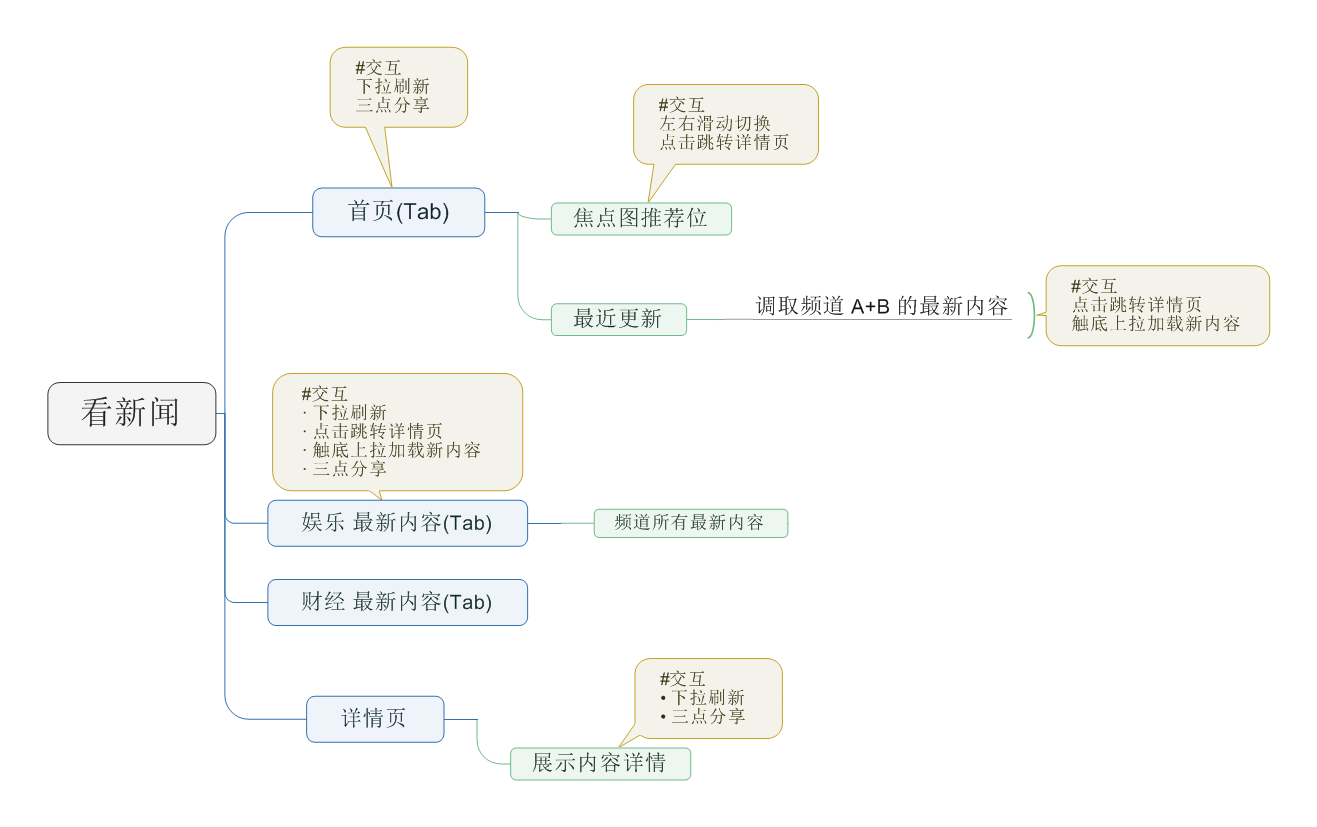 看新闻
#交互
下拉刷新
三点分享
首页(Tab)
#交互
左右滑动切换
点击跳转详情页
焦点图推荐位
最近更新
调取频道 A+B 的最新内容
#交互
点击跳转详情页
触底上拉加载新内容
#交互
· 下拉刷新
· 点击跳转详情页
· 触底上拉加载新内容
· 三点分享
娱乐 最新内容(Tab)
频道所有最新内容
财经 最新内容(Tab)
详情页
#交互
• 下拉刷新
• 三点分享
展示内容详情